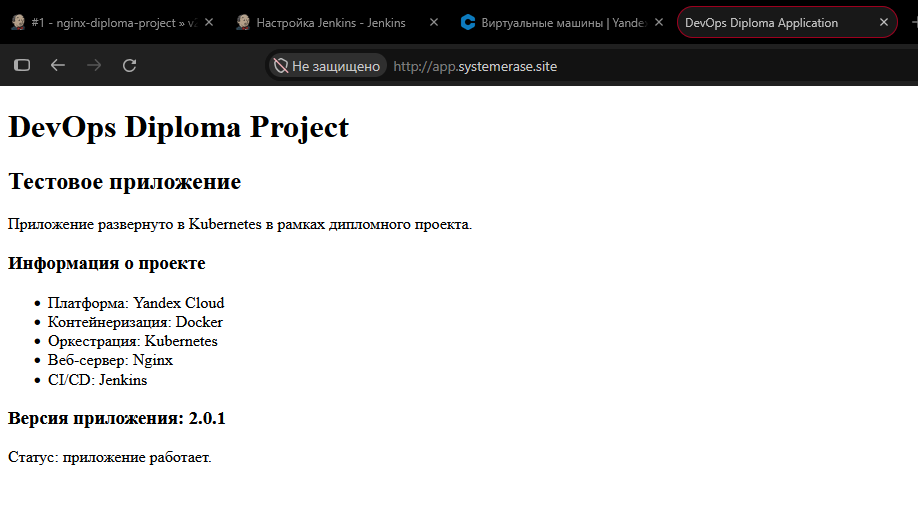 #1 - nginx-diploma-project » v
Настройка Jenkins - Jenkins
Виртуальные машины | Yande
DevOps Diploma Application
Не защищено
http://app.systemerase.site
DevOps Diploma Project
Тестовое приложение
Приложение развернуто в Kubernetes в рамках дипломного проекта.
Информация о проекте
• Платформа: Yandex Cloud
• Контейнеризация: Docker
• Оркестрация: Kubernetes
• Веб-сервер: Nginx
• CI/CD: Jenkins
Версия приложения: 2.0.1
Статус: приложение работает.